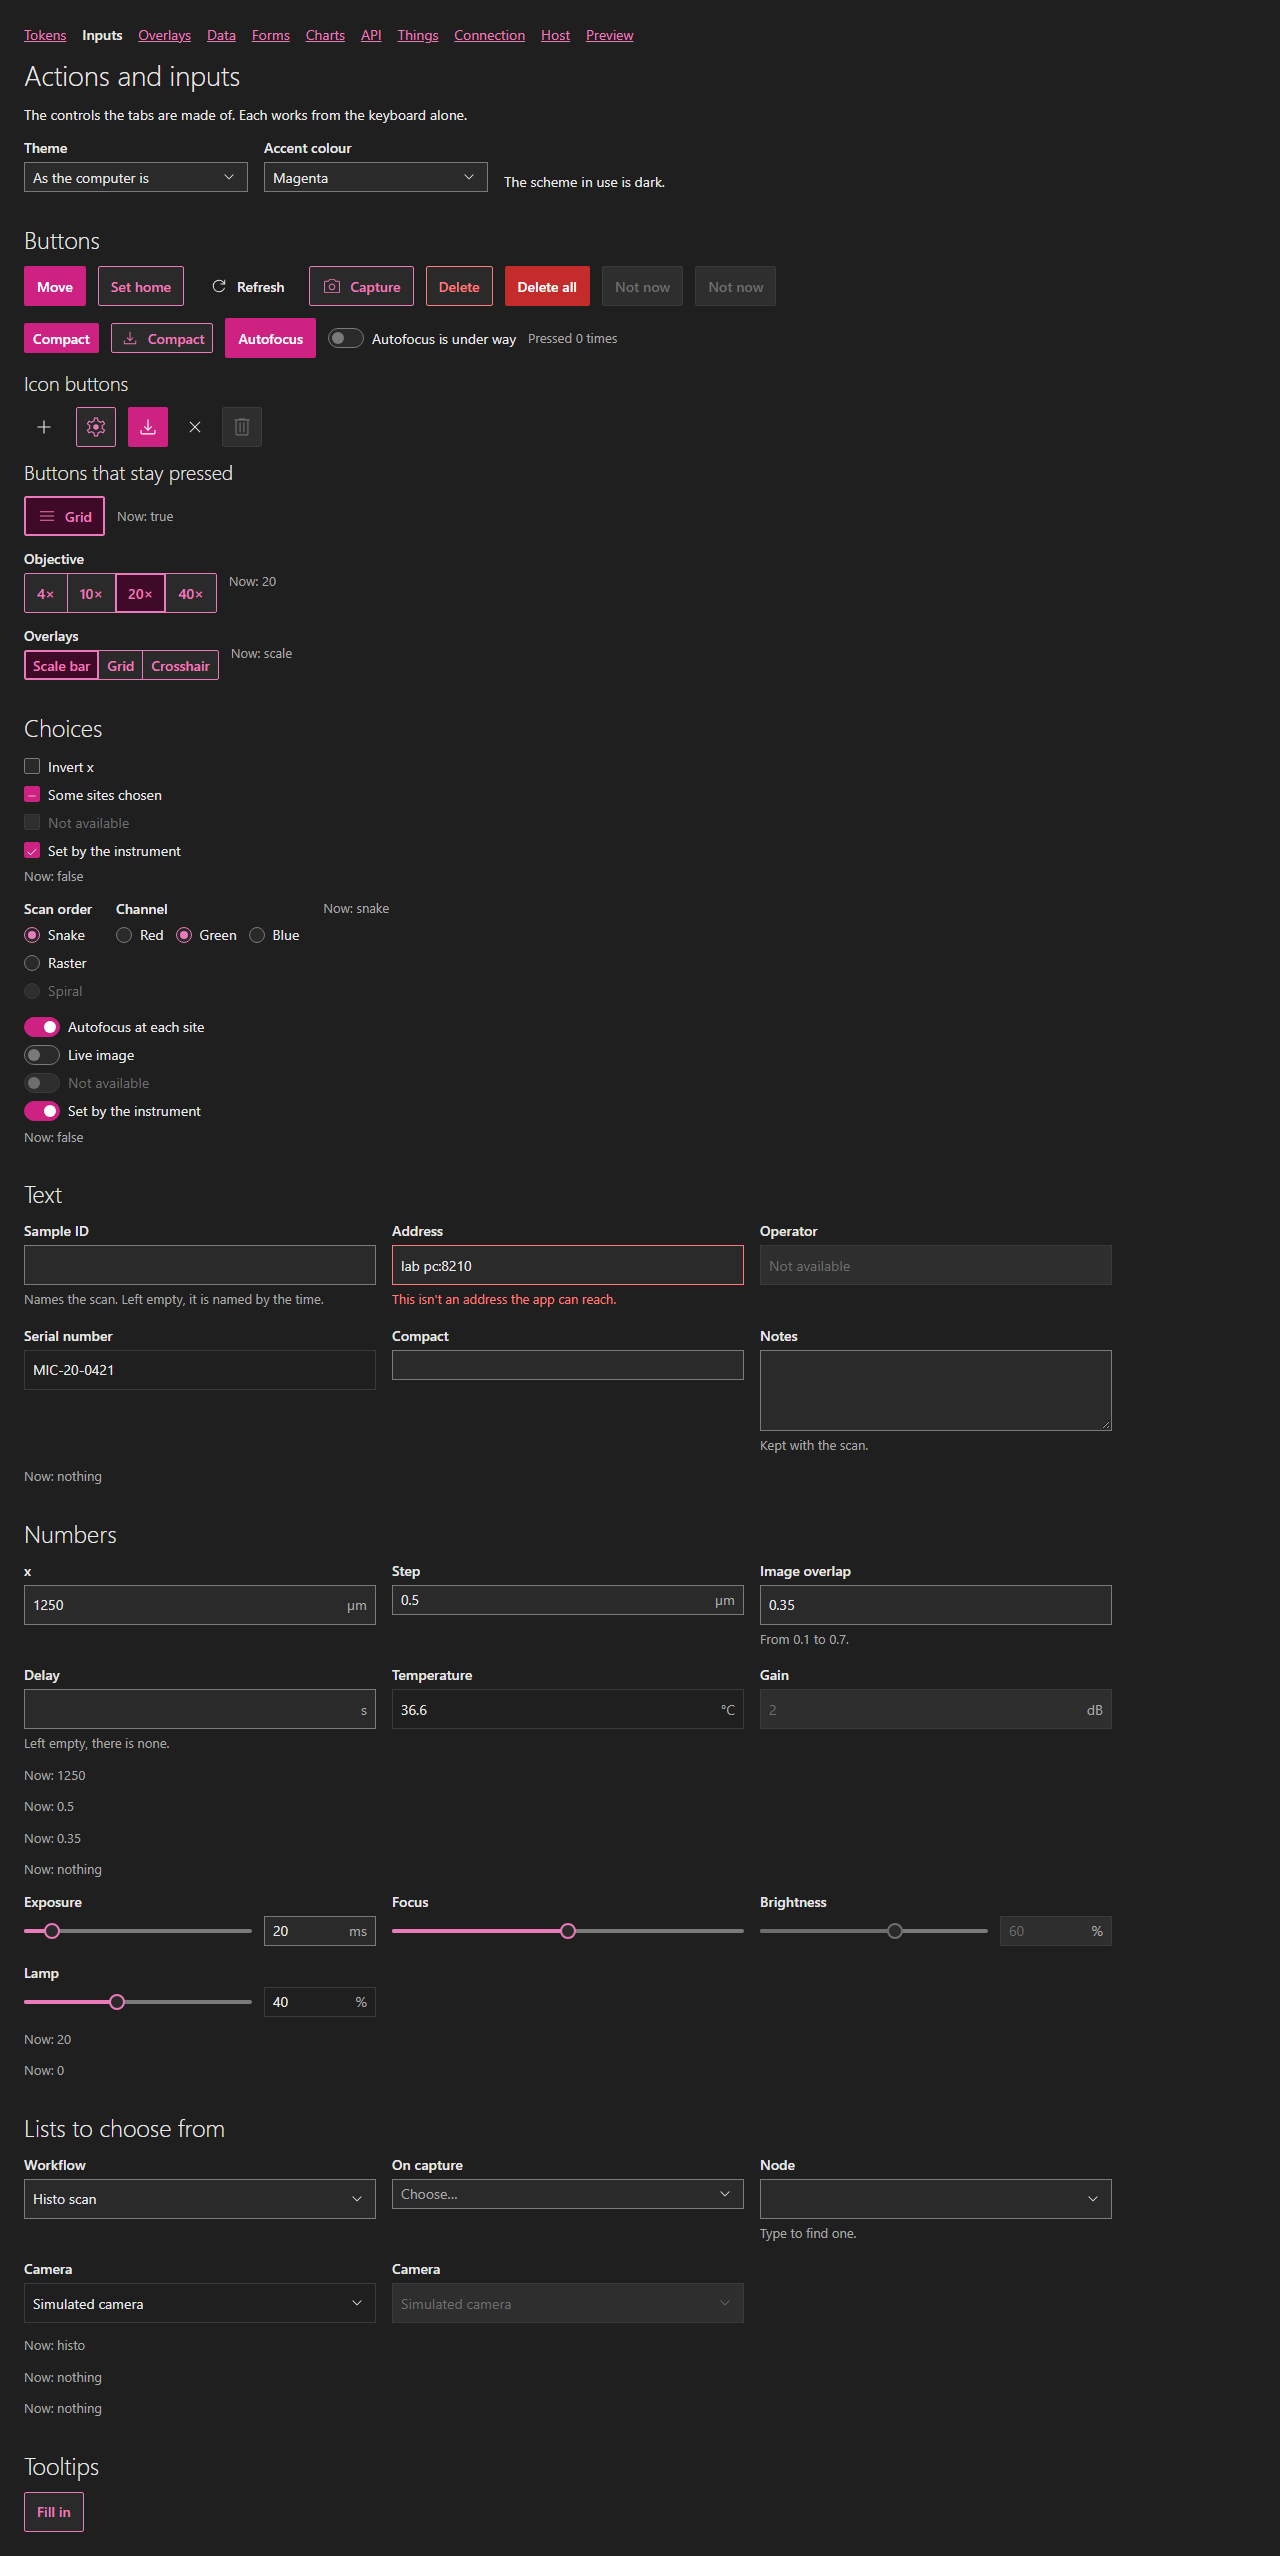 Tokens Inputs Overlays Data Forms Charts API Things Connection Host Preview
Actions and inputs
The controls the tabs are made of. Each works from the keyboard alone.
Theme Accent colour
As the computer is Magenta The scheme in use is dark.
Buttons
Move Set home Refresh Capture Delete Delete all Not now Not now
Compact Compact Autofocus Autofocus is under way Pressed 0 times
Icon buttons
Buttons that stay pressed
Grid Now: true
Objective
4× 10× 20× 40× Now: 20
Overlays
Scale bar Grid Crosshair Now: scale
Choices
Invert x
Some sites chosen
Not available
Set by the instrument
Now: false
Scan order Channel Now: snake
Snake Red Green Blue
Raster
Spiral
Autofocus at each site
Live image
Not available
Set by the instrument
Now: false
Text
Sample ID Address Operator
lab pc:8210 Not available
Names the scan. Left empty, it is named by the time. This isn't an address the app can reach.
Serial number Compact Notes
MIC-20-0421
Kept with the scan.
Now: nothing
Numbers
x Step Image overlap
1250 µm 0.5 µm 0.35
From 0.1 to 0.7.
Delay Temperature Gain
s 36.6 °C 2 dB
Left empty, there is none.
Now: 1250
Now: 0.5
Now: 0.35
Now: nothing
Exposure Focus Brightness
20 ms 60 %
Lamp
40 %
Now: 20
Now: 0
Lists to choose from
Workflow On capture Node
Histo scan Choose...
Type to find one.
Camera Camera
Simulated camera Simulated camera
Now: histo
Now: nothing
Now: nothing
Tooltips
Fill in